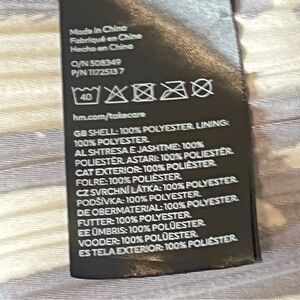 Made in China
Fabriqué en Chine
Hecho en China
O/N 508349
P/N 1172513 7
40
hm.com/takecare
GB SHELL: 100% POLYESTER. LINING:
100% POLYESTER.
AL SHTRESA E JASHTME: 100%
POLIESTËR. ASTARI: 100% POLIESTËR.
CAT EXTERIOR: 100% POLIÈSTER.
FOLRE: 100% POLIÈSTER.
CZ SVRCHNÍ LÁTKA: 100% POLYESTER.
PODŠÍVKA: 100% POLYESTER.
DE OBERMATERIAL: 100% POLYESTER.
FUTTER: 100% POLYESTER.
EE ÜMBRIS: 100% POLÜESTER.
VOODER: 100% POLÜESTER.
ES TELA EXTERIOR: 100% POLIÉSTER.